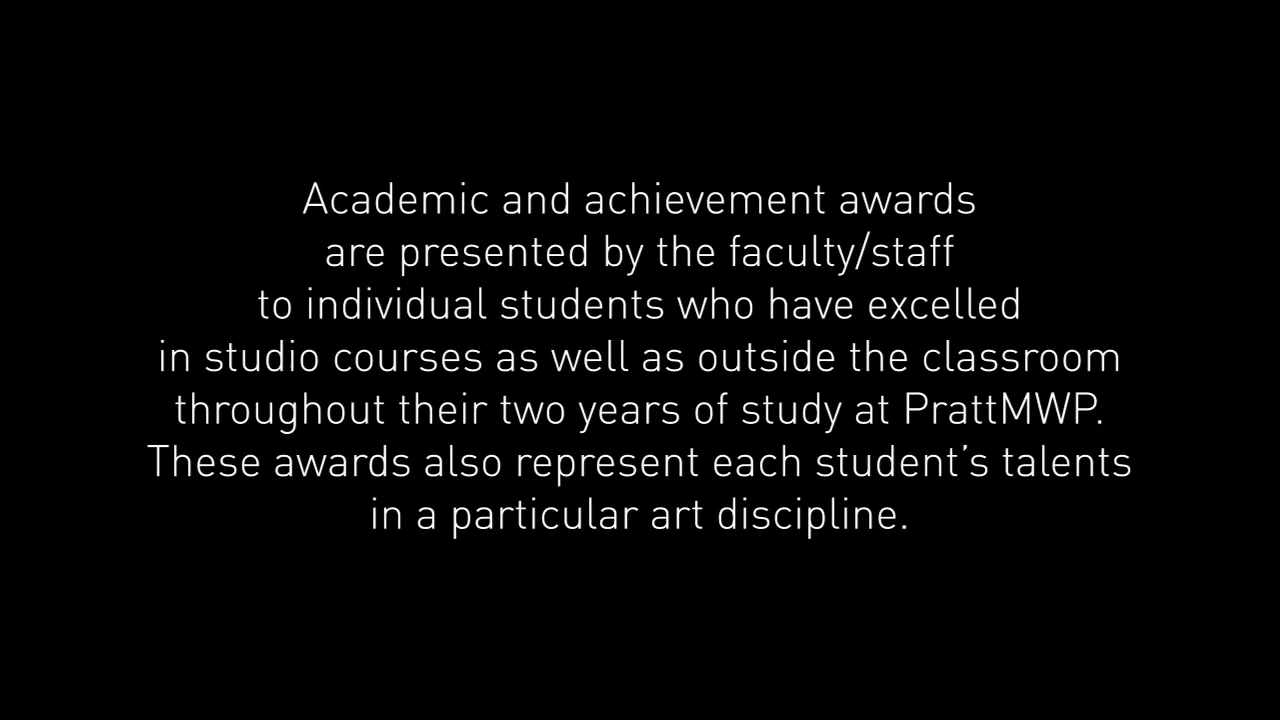 Academic and achievement awards
are presented by the faculty/staff
to individual students who have excelled
in studio courses as well as outside the classroom
throughout their two years of study at PrattMWP.
These awards also represent each student’s talents
in a particular art discipline.